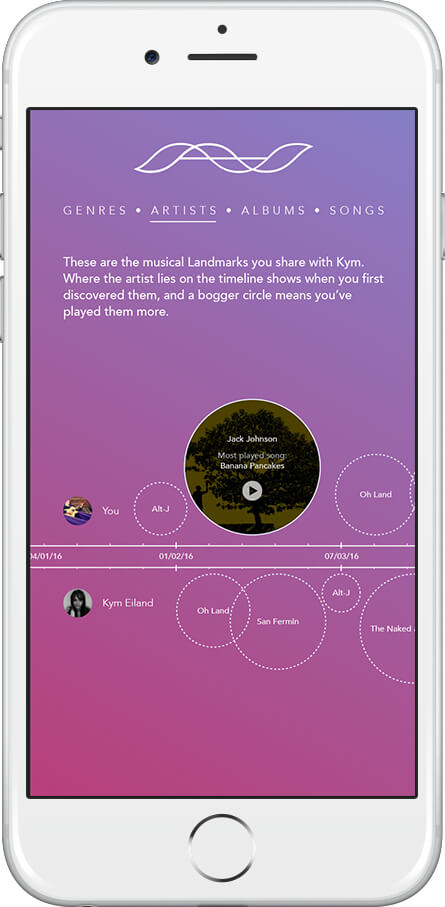 GENRES • ARTISTS • ALBUMS • SONGS
These are the musical Landmarks you share with Kym.
Where the artist lies on the timeline shows when you first
discovered them, and a bogger circle means you've
played them more.
Jack Johnson
Most played song:
Banana Pancakes
You
Alt-J
Oh Land
04/01/16
01/02/16
07/03/16
Kym Eiland
Oh Land
San Fermin
Alt-J
The Naked